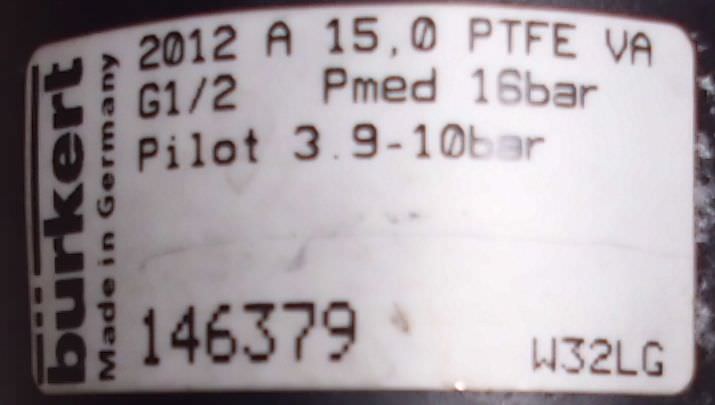 bürkert
Made in Germany
2012 A 15,0 PTFE VA
G1/2 Pmed 16bar
Pilot 3.9-10bar
146379
W32LG